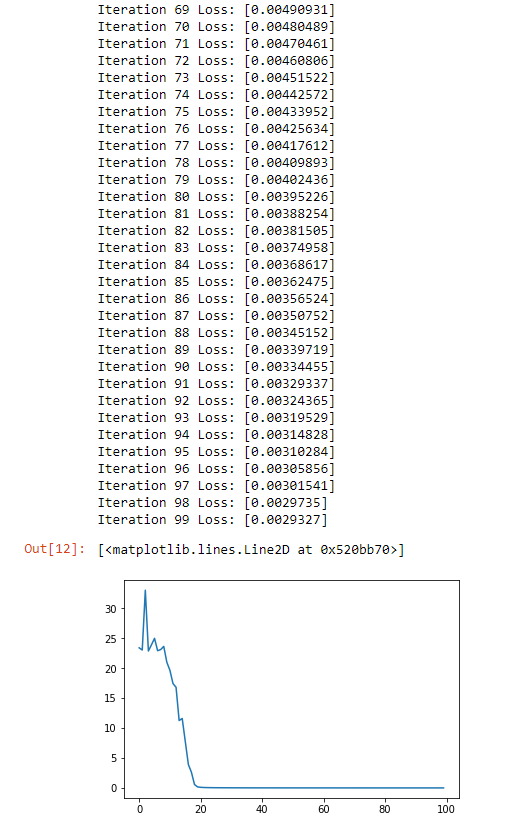 Iteration 69 Loss: [0.00490931]
Iteration 70 Loss: [0.00480489]
Iteration 71 Loss: [0.00470461]
Iteration 72 Loss: [0.00460806]
Iteration 73 Loss: [0.00451522]
Iteration 74 Loss: [0.00442572]
Iteration 75 Loss: [0.00433952]
Iteration 76 Loss: [0.00425634]
Iteration 77 Loss: [0.00417612]
Iteration 78 Loss: [0.00409893]
Iteration 79 Loss: [0.00402436]
Iteration 80 Loss: [0.00395226]
Iteration 81 Loss: [0.00388254]
Iteration 82 Loss: [0.00381505]
Iteration 83 Loss: [0.00374958]
Iteration 84 Loss: [0.00368617]
Iteration 85 Loss: [0.00362475]
Iteration 86 Loss: [0.00356524]
Iteration 87 Loss: [0.00350752]
Iteration 88 Loss: [0.00345152]
Iteration 89 Loss: [0.00339719]
Iteration 90 Loss: [0.00334455]
Iteration 91 Loss: [0.00329337]
Iteration 92 Loss: [0.00324365]
Iteration 93 Loss: [0.00319529]
Iteration 94 Loss: [0.00314828]
Iteration 95 Loss: [0.00310284]
Iteration 96 Loss: [0.00305856]
Iteration 97 Loss: [0.00301541]
Iteration 98 Loss: [0.0029735]
Iteration 99 Loss: [0.0029327]
Out[12]: [<matplotlib.lines.Line2D at 0x520bb70>]
30
25
20
15
10
5
0
0 20 40 60 80 100